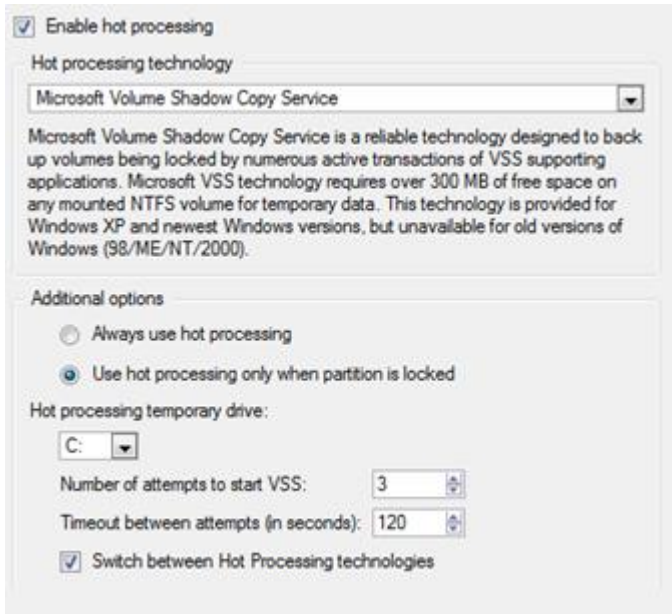 Enable hot processing
Hot processing technology
Microsoft Volume Shadow Copy Service
Microsoft Volume Shadow Copy Service is a reliable technology designed to back
up volumes being locked by numerous active transactions of VSS supporting
applications. Microsoft VSS technology requires over 300 MB of free space on
any mounted NTFS volume for temporary data. This technology is provided for
Windows XP and newest Windows versions, but unavailable for old versions of
Windows (98/ME/NT/2000).
Additional options
Always use hot processing
Use hot processing only when partition is locked
Hot processing temporary drive:
C:
Number of attempts to start VSS: 3
Timeout between attempts (in seconds): 120
Switch between Hot Processing technologies